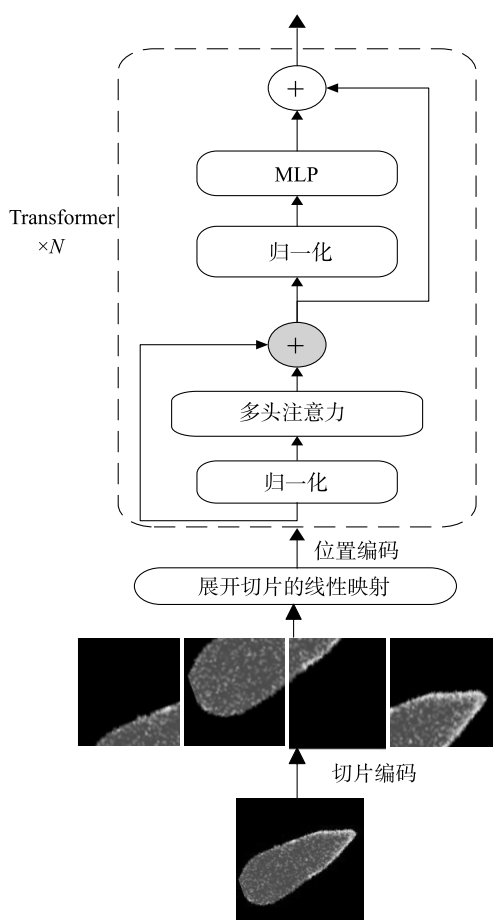 +
MLP
Transformer
×N
归一化
+
多头注意力
归一化
位置编码
展开切片的线性映射
切片编码